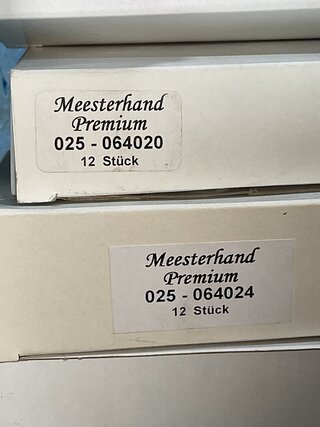 Meesterhand
Premium
025 - 064020
12 Stück
Meesterhand
Premium
025 - 064024
12 Stück